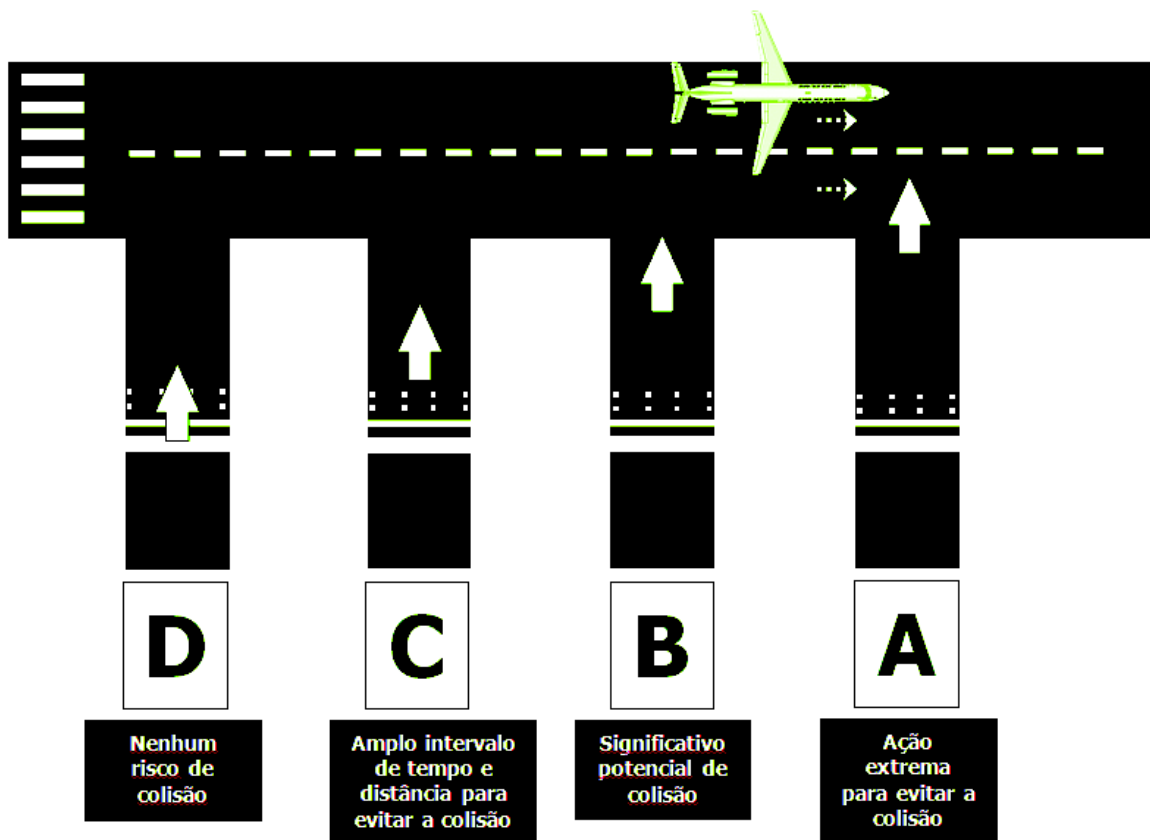 D
C
B
A
Nenhum
risco de
colisão
Amplo intervalo
de tempo e
distância para
evitar a colisão
Significativo
potencial de
colisão
Ação
extrema
para evitar a
colisão